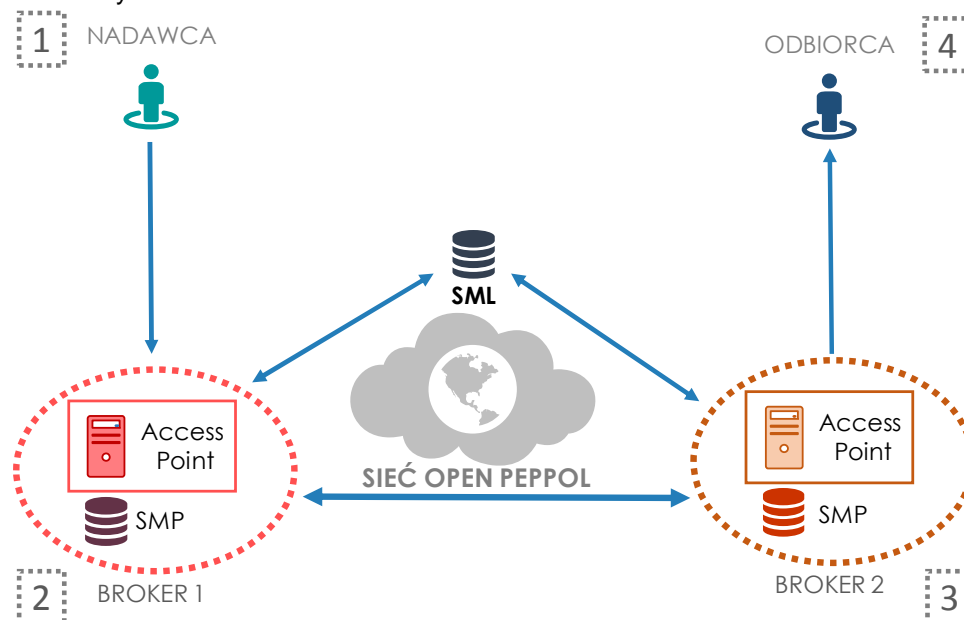 1
NADAWCA
ODBIORCA
4
SML
Access
Point
SMP
SIEĆ OPEN PEPPOL
Access
Point
SMP
2
BROKER 1
BROKER 2
3